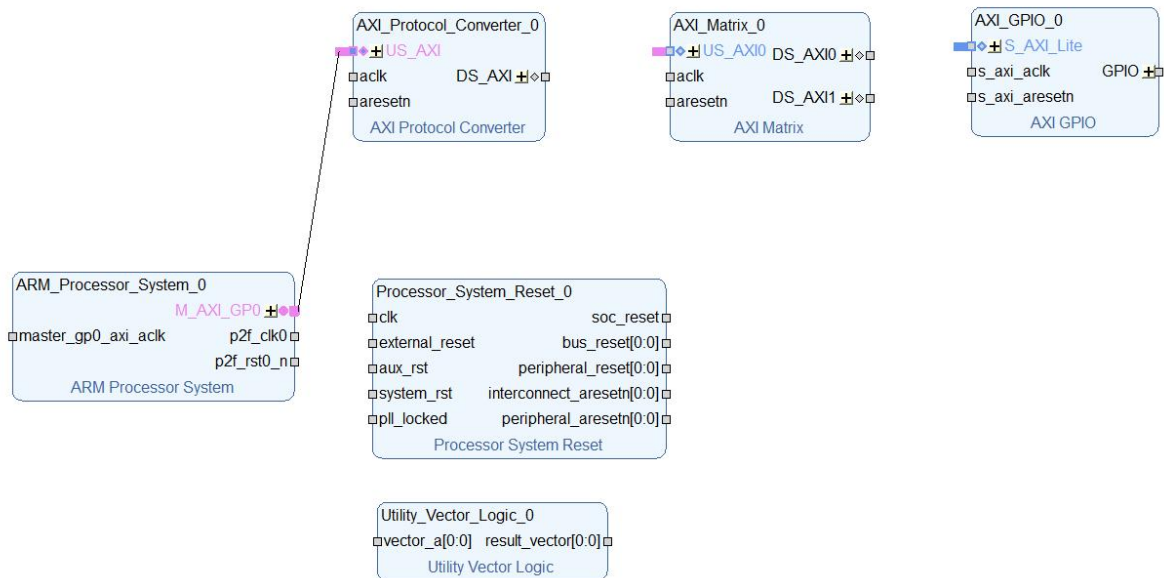 AXI_Protocol_Converter_0
US_AXI
aclk DS_AXI
aresetn
AXI Protocol Converter
AXI_Matrix_0
US_AXI0 DS_AXI0
aclk
aresetn DS_AXI1
AXI Matrix
AXI_GPIO_0
S_AXI_Lite
s_axi_aclk GPIO
s_axi_aresetn
AXI GPIO
ARM_Processor_System_0
M_AXI_GP0
master_gp0_axi_aclk p2f_clk0
p2f_rst0_n
ARM Processor System
Processor_System_Reset_0
clk soc_reset
external_reset bus_reset[0:0]
aux_rst peripheral_reset[0:0]
system_rst interconnect_aresetn[0:0]
pll_locked peripheral_aresetn[0:0]
Processor System Reset
Utility_Vector_Logic_0
vector_a[0:0] result_vector[0:0]
Utility Vector Logic